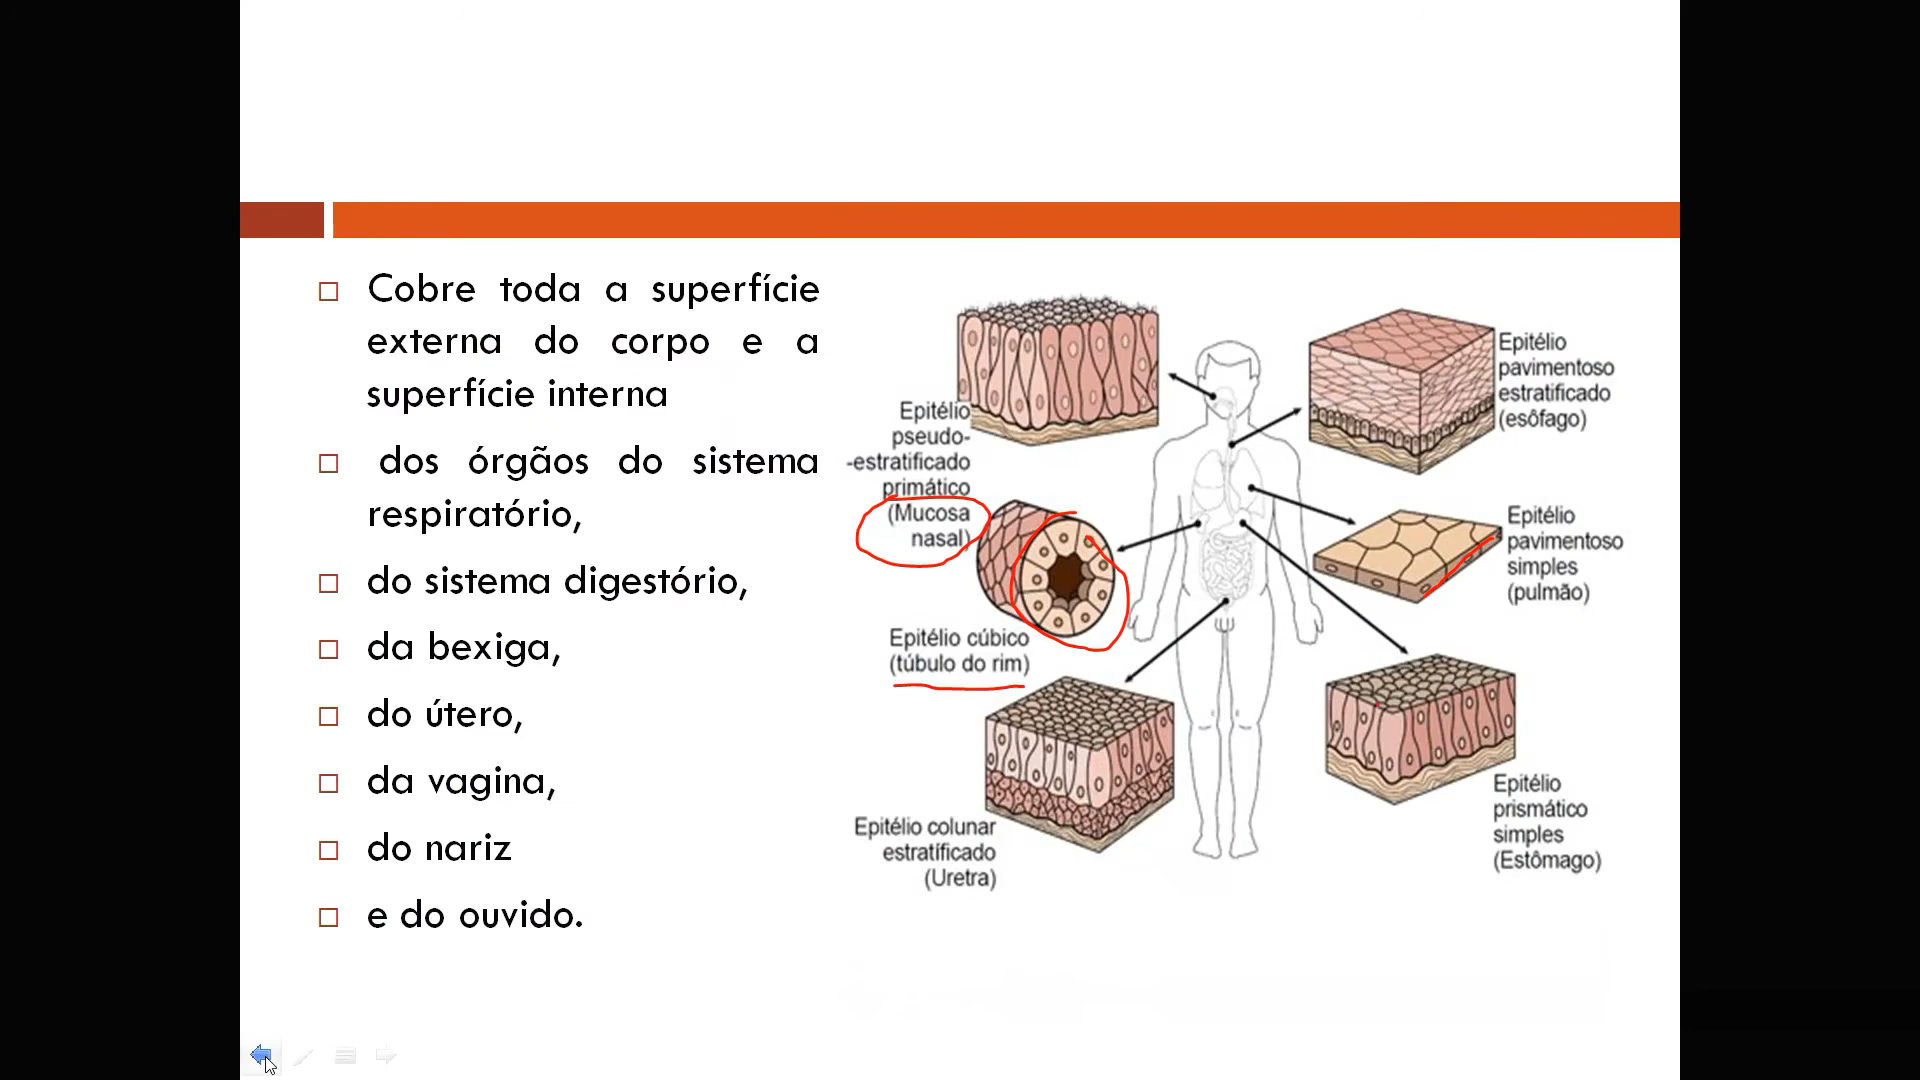 Cobre toda a superfície
externa do corpo e a
superfície interna
dos órgãos do sistema
respiratório,
do sistema digestório,
da bexiga,
do útero,
da vagina,
do nariz
e do ouvido.
Epitélio
pseudo-
-estratificado
primático
(Mucosa
nasal)
Epitélio cúbico
(túbulo do rim)
Epitélio colunar
estratíficado
(Uretra)
Epitélio
pavimentoso
estratificado
(esôfago)
Epitélio
pavimentoso
simples
(pulmão)
Epitélio
prismático
simples
(Estômago)